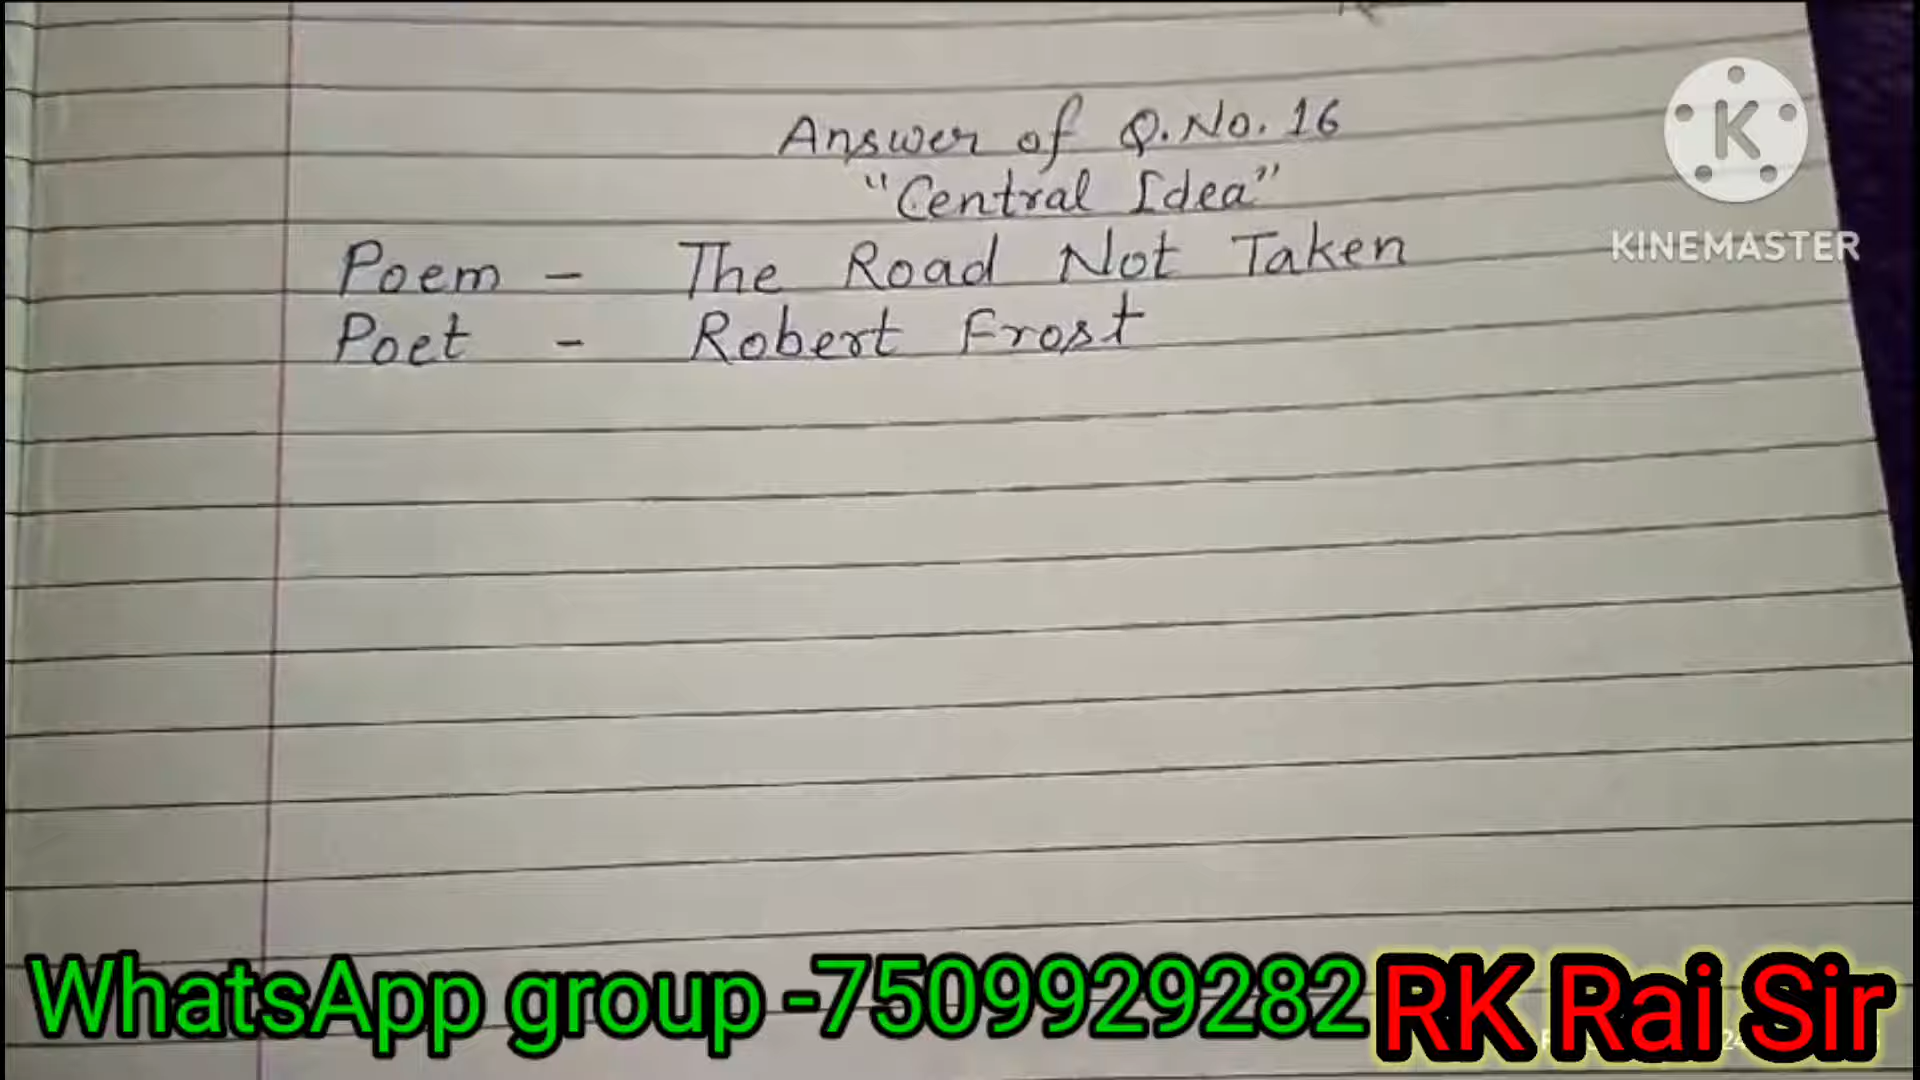 Answer of Q.No.16
"Central Idea"
Poem - The Road Not Taken
Poet - Robert Frost
K
KINEMASTER
WhatsApp group -7509929282 RK Rai Sir